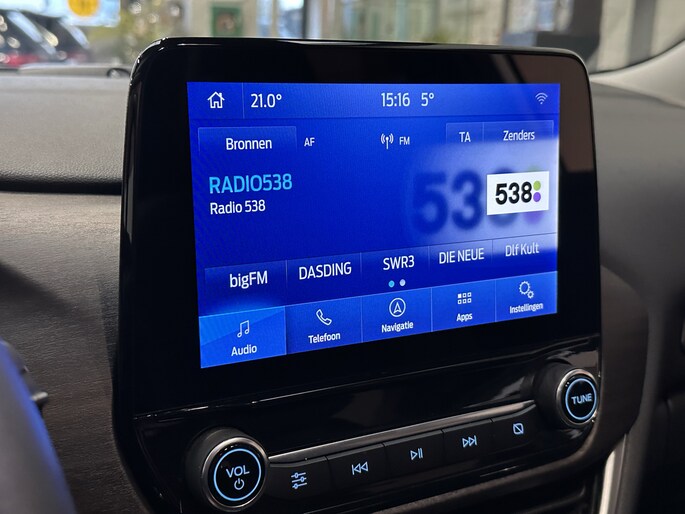 21.0° 15:16 5°
Bronnen AF FM TA Zenders
RADIO538
Radio 538
538
538
bigFM DASDING SWR3 DIE NEUE Dlf Kult
Audio Telefoon Navigatie Apps Instellingen
VOL
TUNE